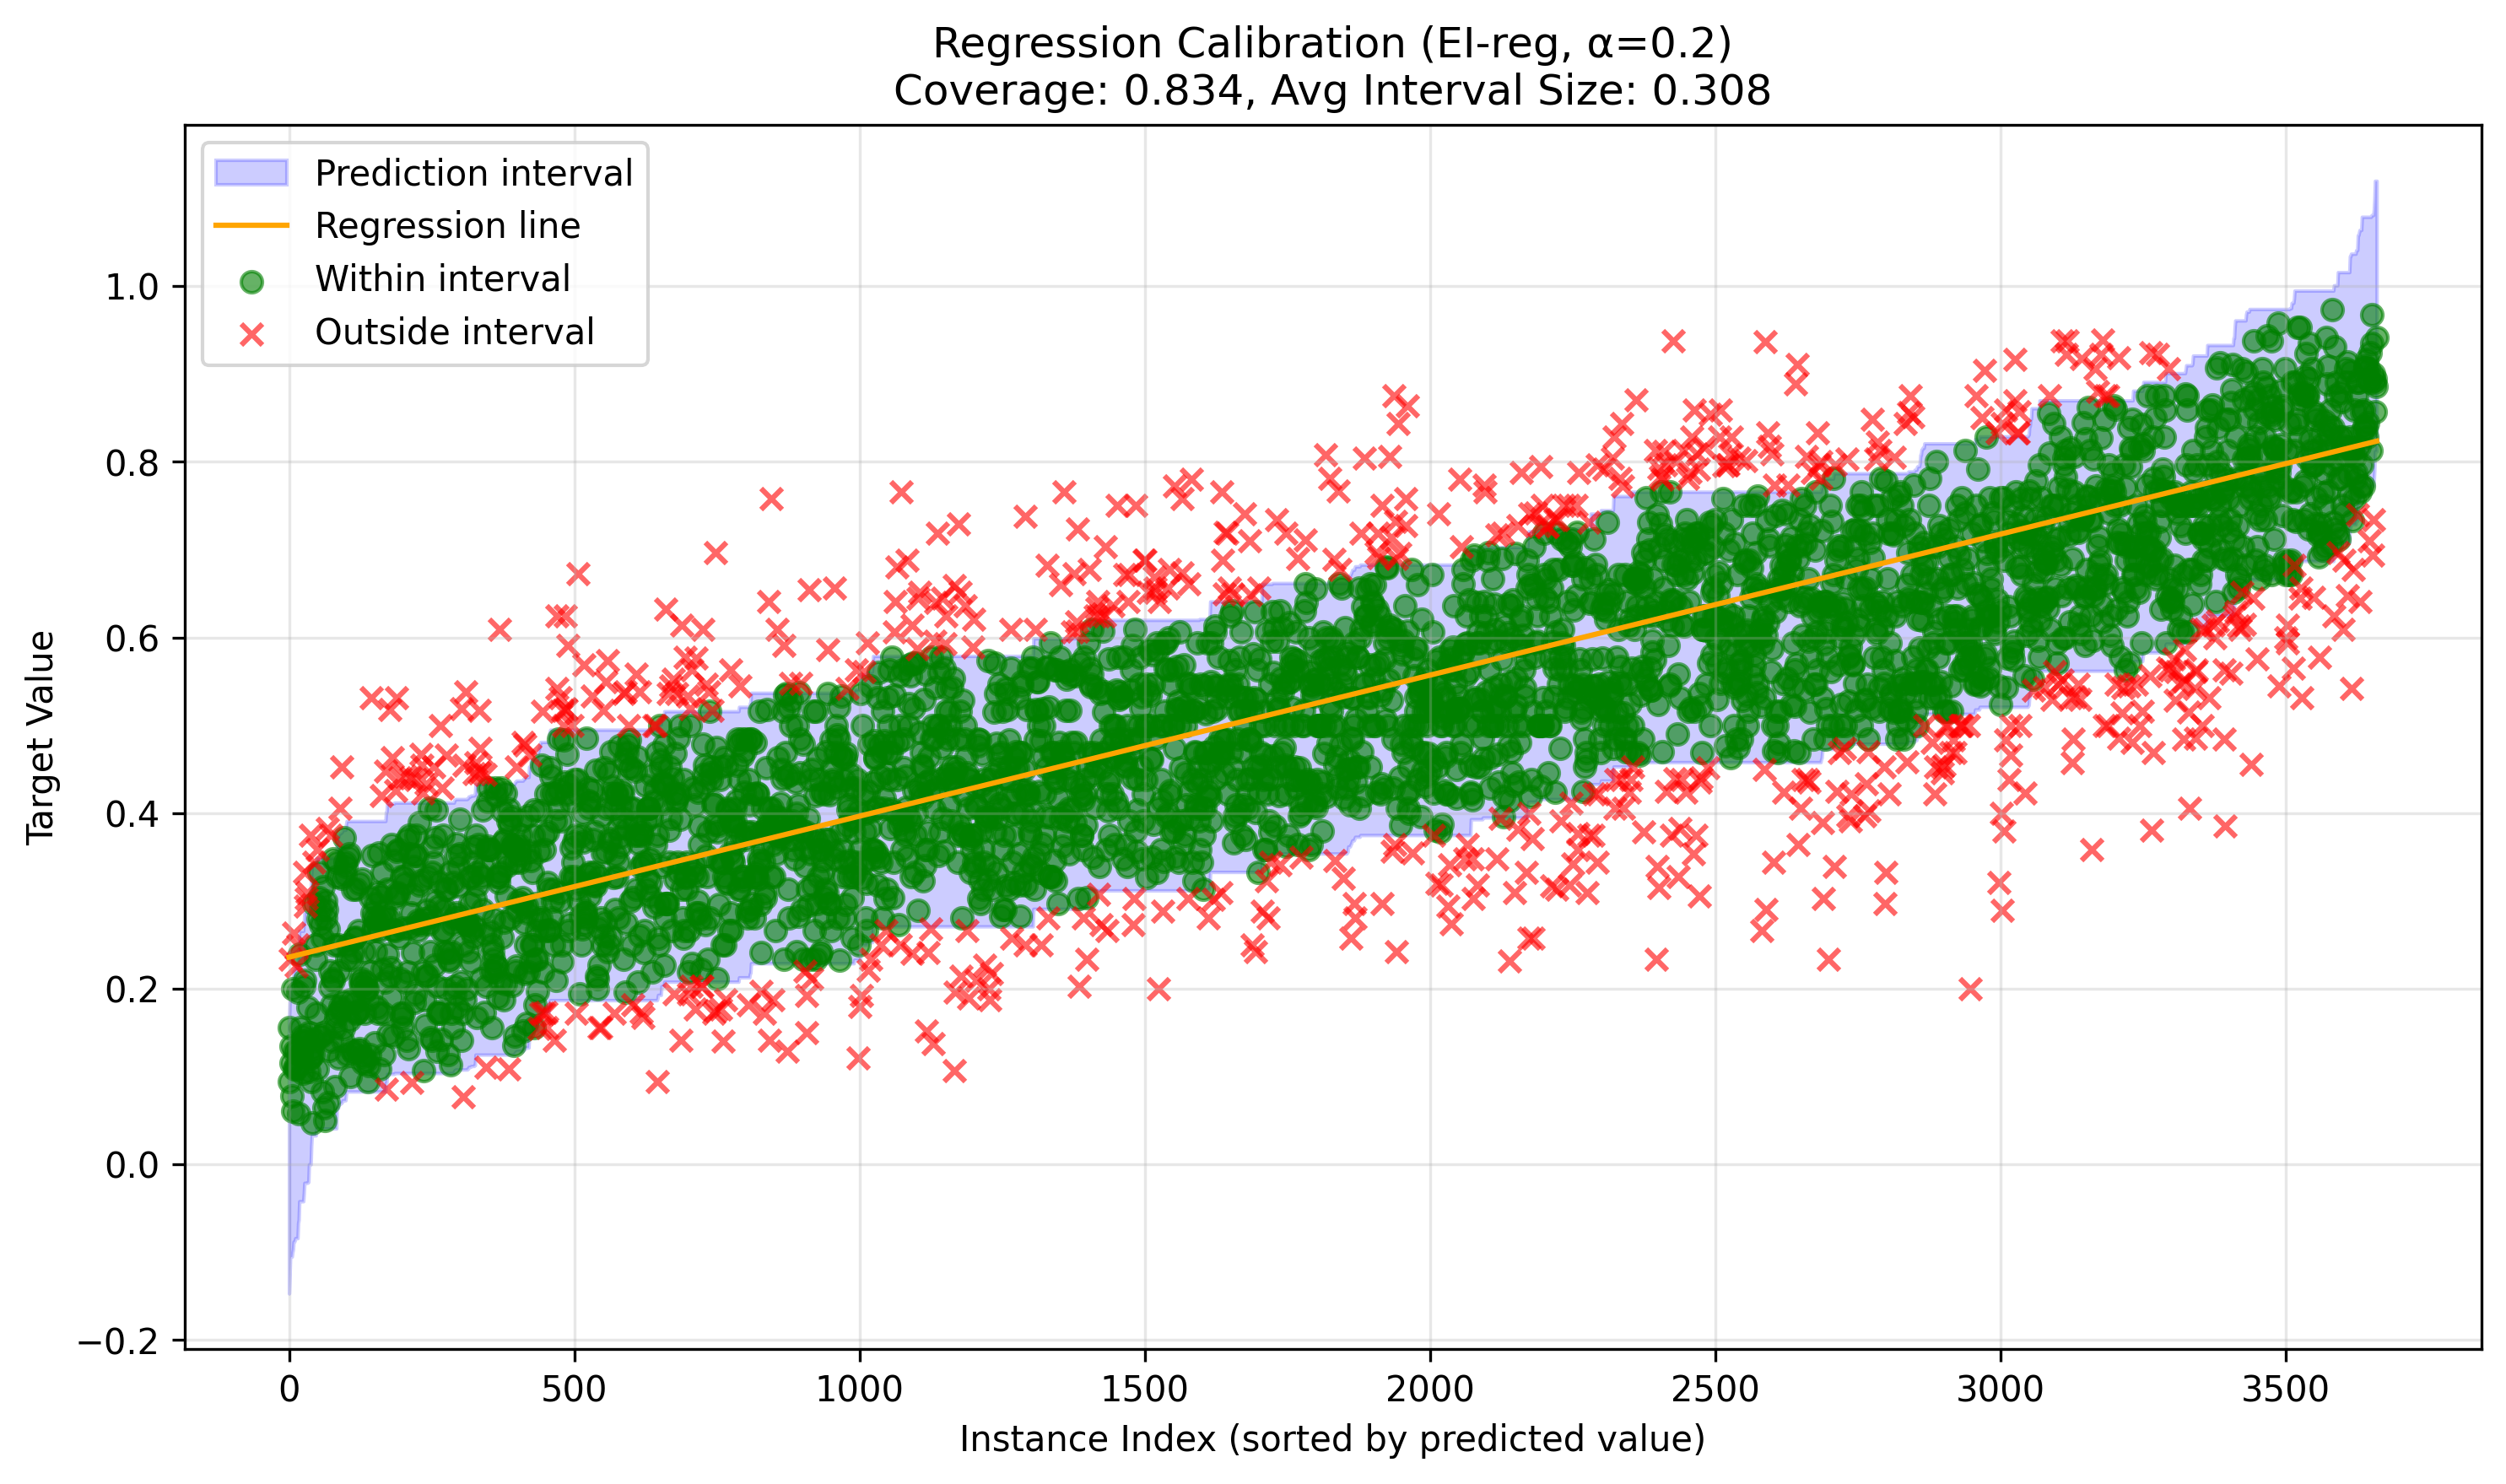 Regression Calibration (EI-reg, α=0.2)
Coverage: 0.834, Avg Interval Size: 0.308
Prediction interval
Regression line
Within interval
Outside interval
Target Value
1.0
0.8
0.6
0.4
0.2
0.0
−0.2
0 500 1000 1500 2000 2500 3000 3500
Instance Index (sorted by predicted value)